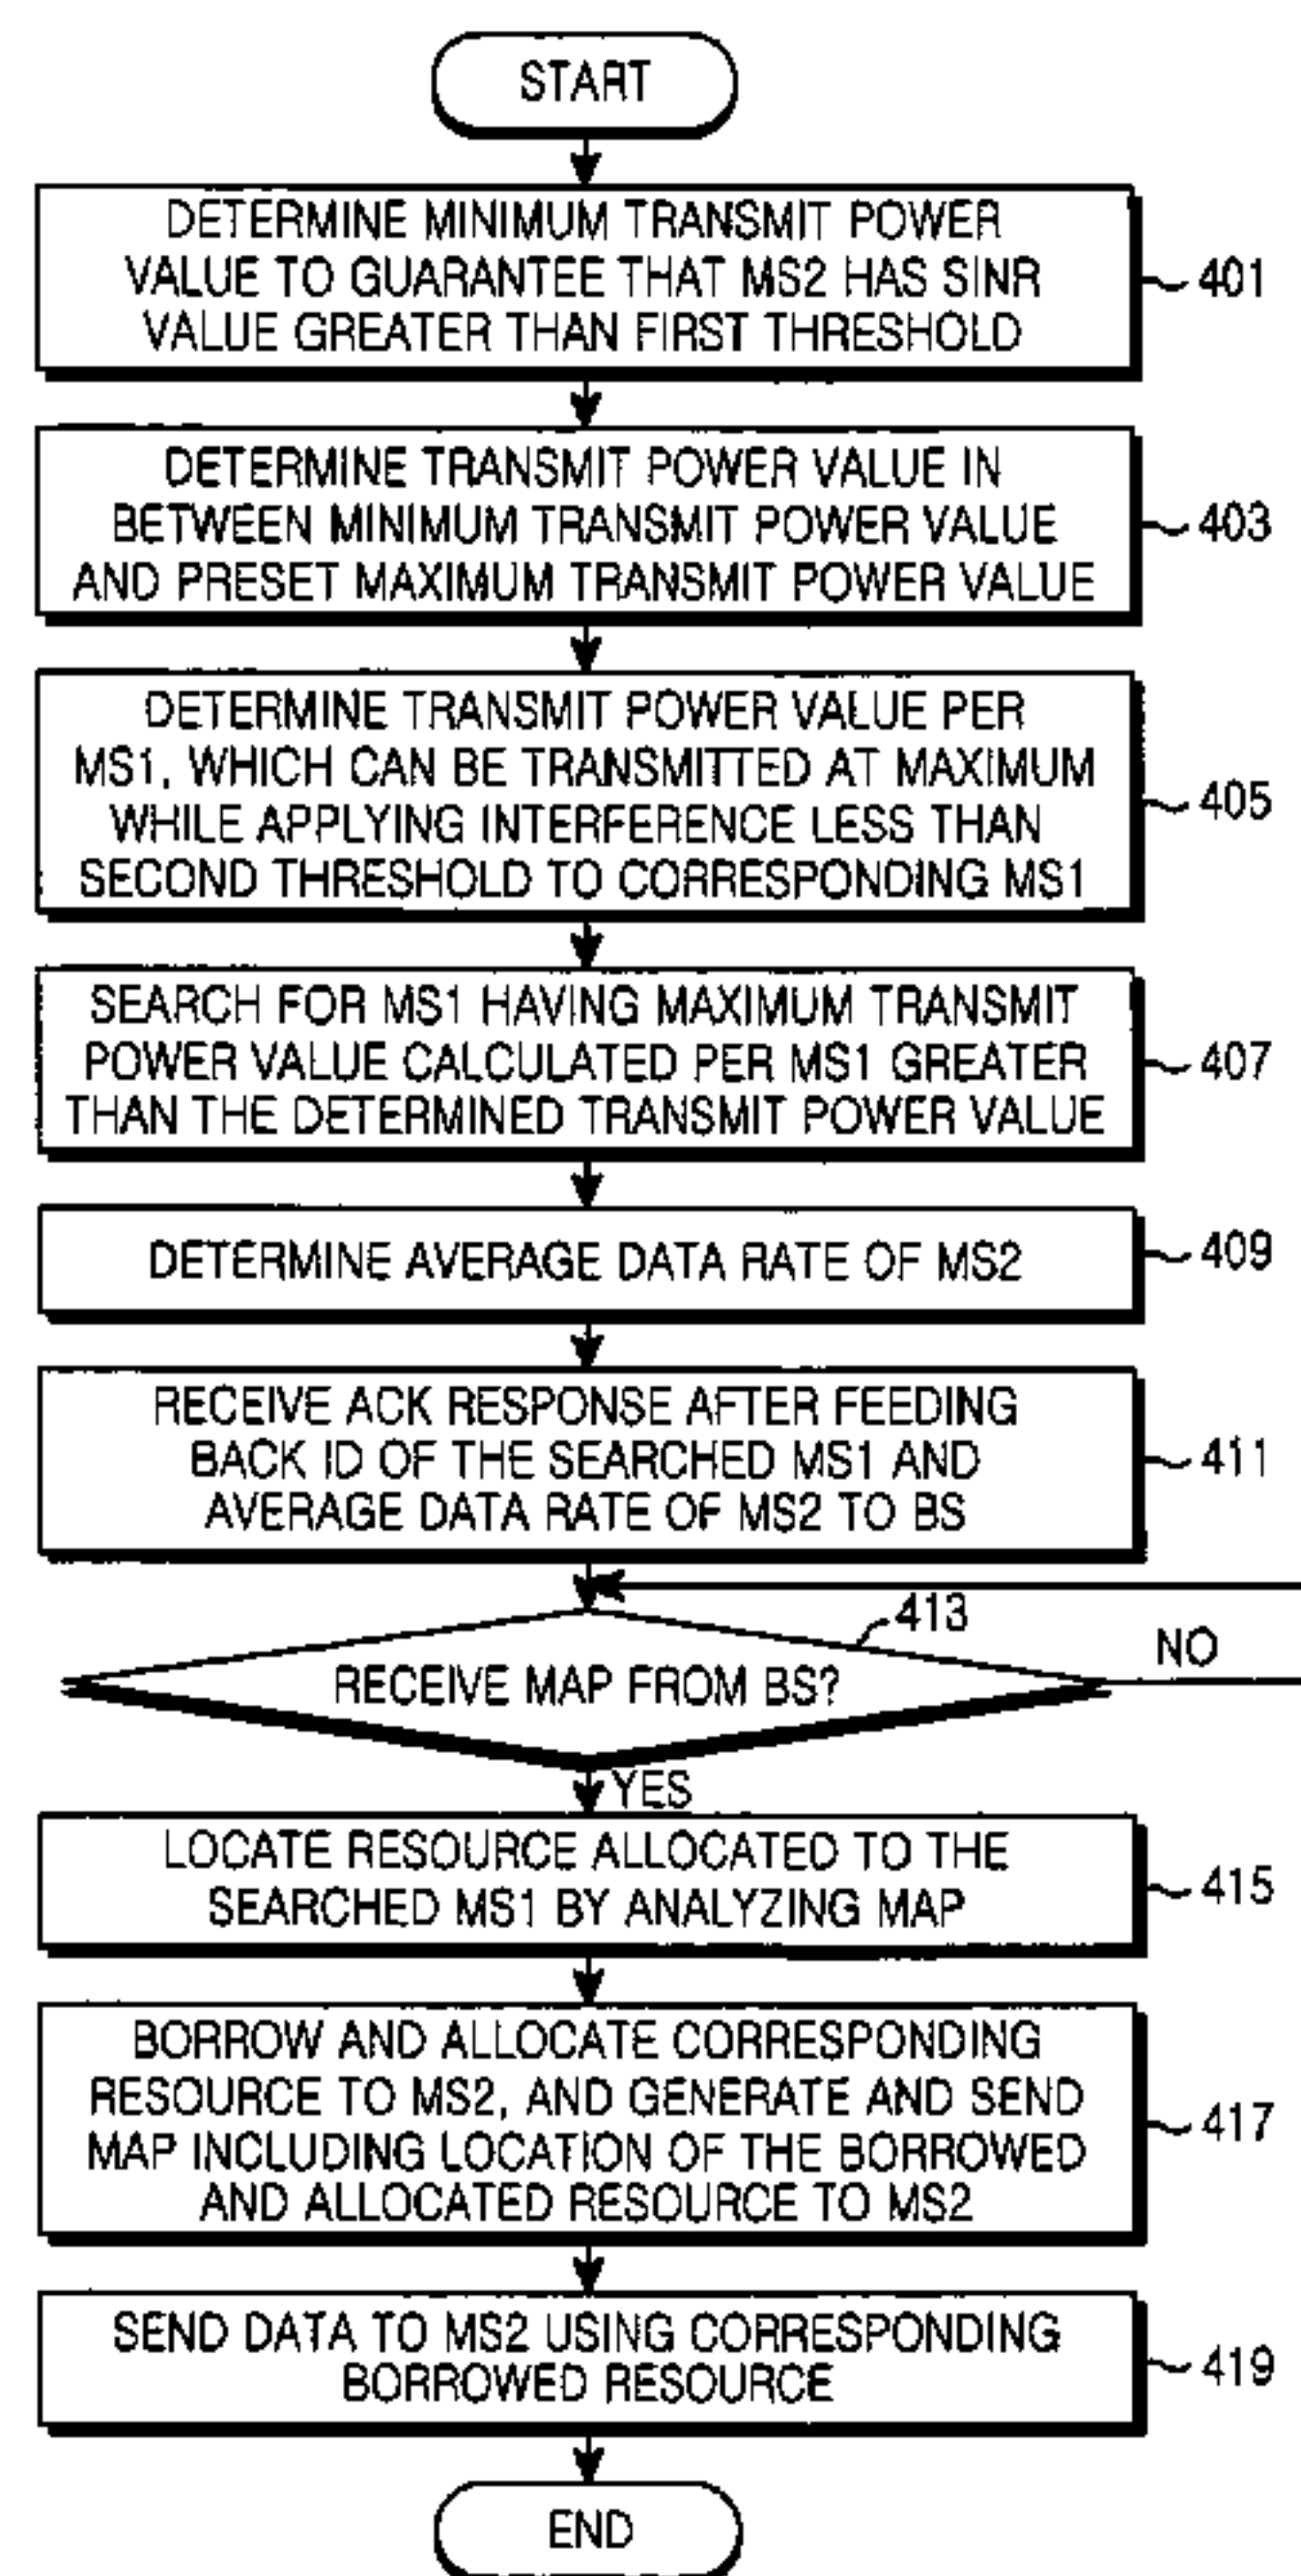 START
DETERMINE MINIMUM TRANSMIT POWER
VALUE TO GUARANTEE THAT MS2 HAS SINR
VALUE GREATER THAN FIRST THRESHOLD
401
DETERMINE TRANSMIT POWER VALUE IN
BETWEEN MINIMUM TRANSMIT POWER VALUE
AND PRESET MAXIMUM TRANSMIT POWER VALUE
403
DETERMINE TRANSMIT POWER VALUE PER
MS1, WHICH CAN BE TRANSMITTED AT MAXIMUM
WHILE APPLYING INTERFERENCE LESS THAN
SECOND THRESHOLD TO CORRESPONDING MS1
405
SEARCH FOR MS1 HAVING MAXIMUM TRANSMIT
POWER VALUE CALCULATED PER MS1 GREATER
THAN THE DETERMINED TRANSMIT POWER VALUE
407
DETERMINE AVERAGE DATA RATE OF MS2
409
RECEIVE ACK RESPONSE AFTER FEEDING
BACK ID OF THE SEARCHED MS1 AND
AVERAGE DATA RATE OF MS2 TO BS
411
413
RECEIVE MAP FROM BS?
NO
YES
LOCATE RESOURCE ALLOCATED TO THE
SEARCHED MS1 BY ANALYZING MAP
415
BORROW AND ALLOCATE CORRESPONDING
RESOURCE TO MS2, AND GENERATE AND SEND
MAP INCLUDING LOCATION OF THE BORROWED
AND ALLOCATED RESOURCE TO MS2
417
SEND DATA TO MS2 USING CORRESPONDING
BORROWED RESOURCE
419
END